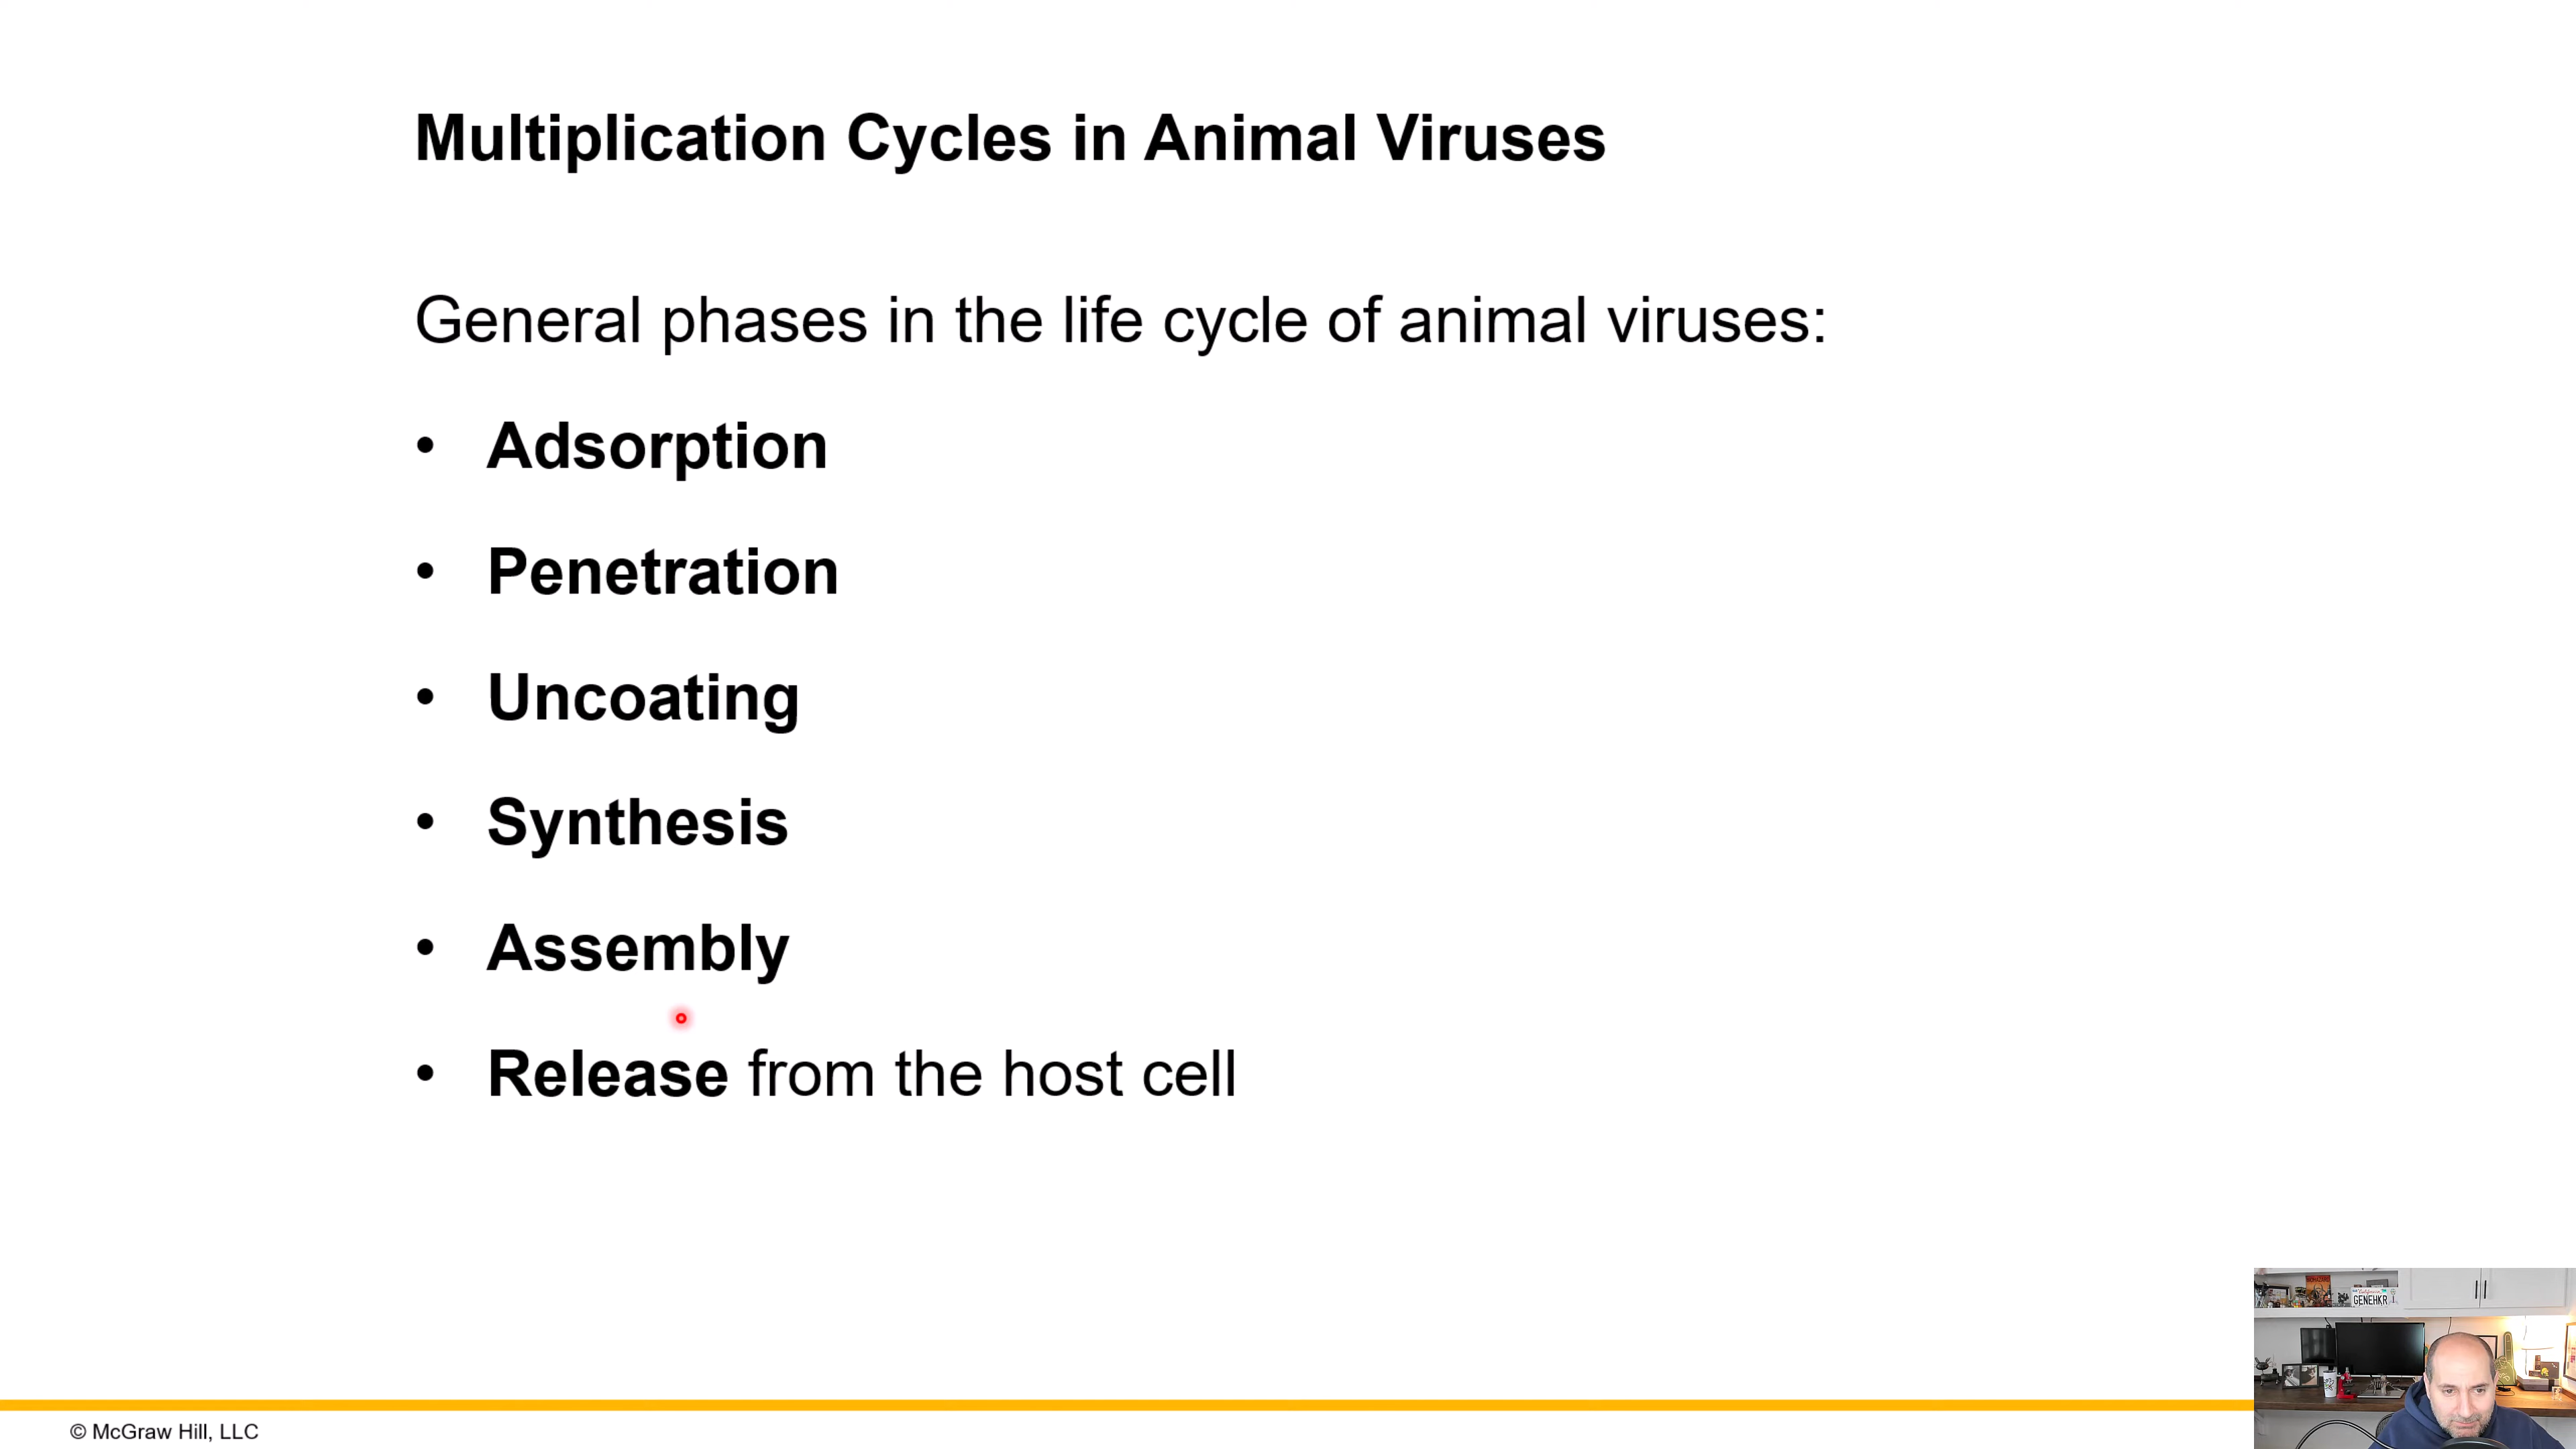 Multiplication Cycles in Animal Viruses
General phases in the life cycle of animal viruses:
• Adsorption
• Penetration
• Uncoating
• Synthesis
• Assembly
• Release from the host cell
GENEHKR
© McGraw Hill, LLC